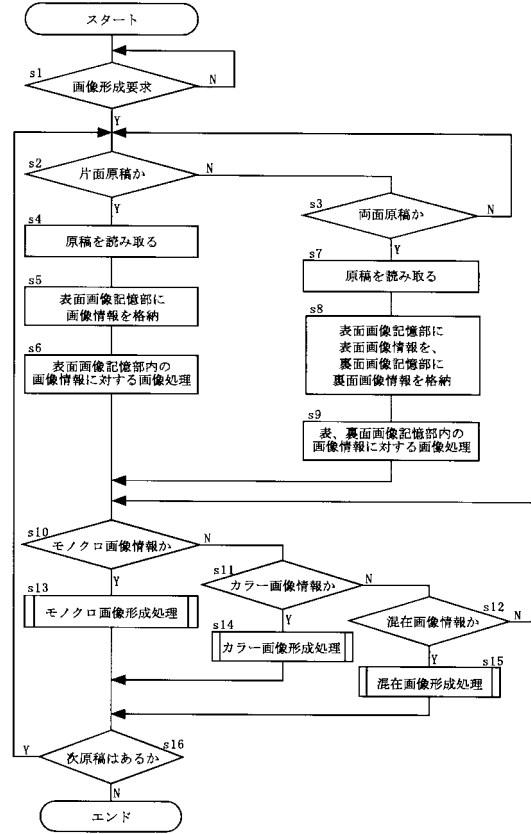 スタート
s1
画像形成要求
N
Y
s2
片面原稿か
N
Y
s3
両面原稿か
N
Y
s4
原稿を読み取る
s7
原稿を読み取る
s5
表面画像記憶部に
画像情報を格納
s8
表面画像記憶部に
表面画像情報を、
裏面画像記憶部に
裏面画像情報を格納
s6
表面画像記憶部内の
画像情報に対する画像処理
s9
表、裏面画像記憶部内の
画像情報に対する画像処理
s10
モノクロ画像情報か
N
Y
s11
カラー画像情報か
N
Y
s12
混在画像情報か
N
Y
s13
モノクロ画像形成処理
s14
カラー画像形成処理
s15
混在画像形成処理
s16
次原稿はあるか
Y
N
エンド